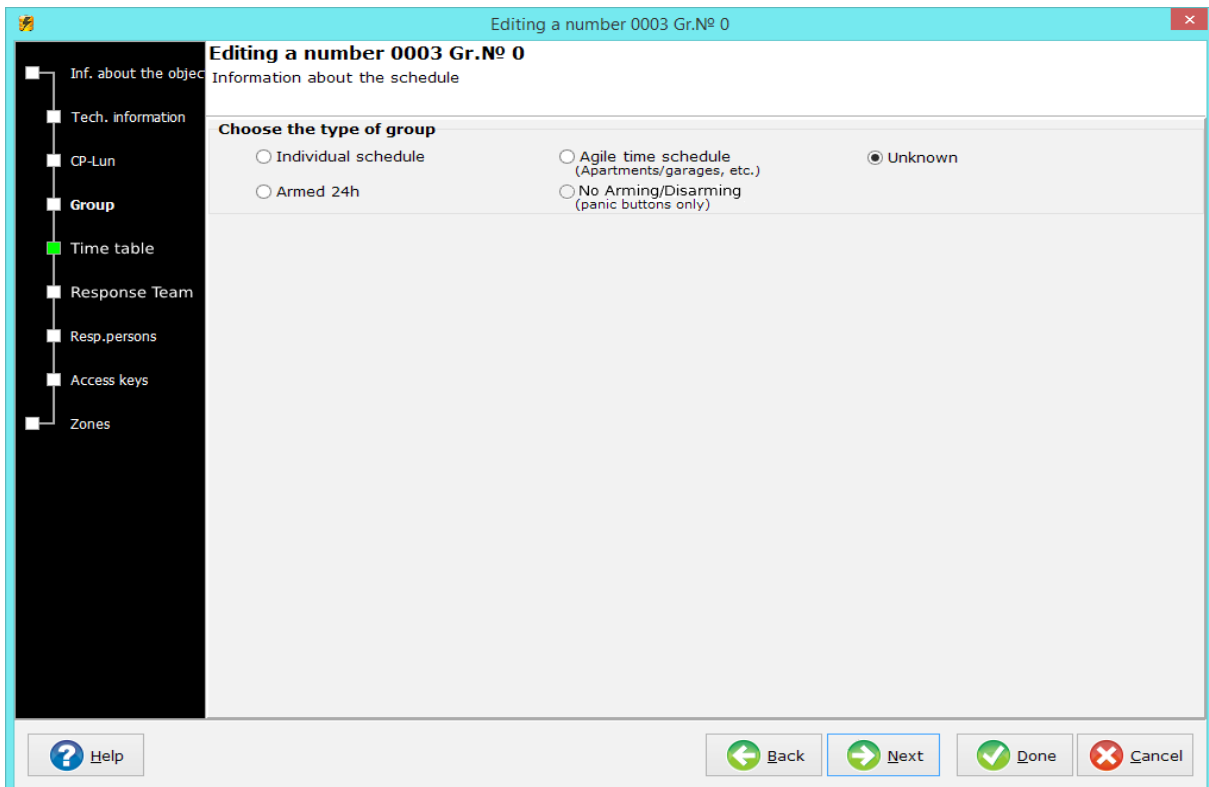 Editing a number 0003 Gr.Nº 0
Editing a number 0003 Gr.Nº 0
Information about the schedule
Inf. about the objec
Tech. information
CP-Lun
Group
Time table
Response Team
Resp.persons
Access keys
Zones
Choose the type of group
Individual schedule
Agile time schedule
(Apartments/garages, etc.)
Unknown
Armed 24h
No Arming/Disarming
(panic buttons only)
Help
Back
Next
Done
Cancel